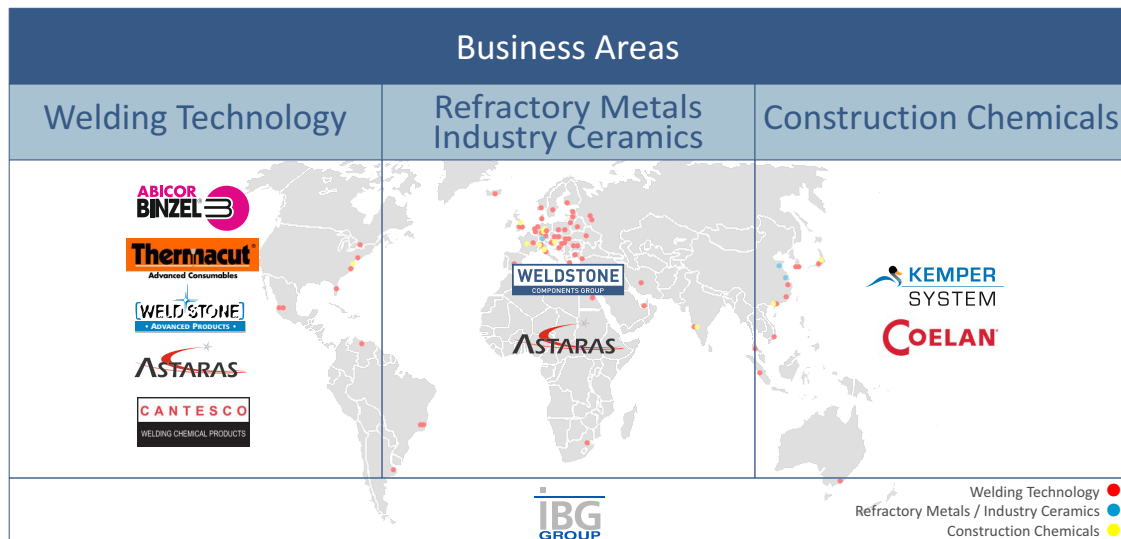 Business Areas
Welding Technology
Refractory Metals
Industry Ceramics
Construction Chemicals
ABICOR
BINZEL®
Thermacut®
Advanced Consumables
WELDSTONE
• ADVANCED PRODUCTS •
ASTARAS
CANTESCO
WELDING CHEMICAL PRODUCTS
WELDSTONE
COMPONENTS GROUP
ASTARAS
KEMPER
SYSTEM
COELAN®
iBG
GROUP
Welding Technology
Refractory Metals / Industry Ceramics
Construction Chemicals